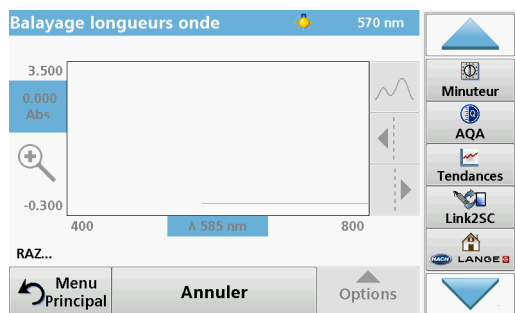 Balayage longueurs onde 570 nm
3.500
0.000
Abs
-0.300
400 λ 585 nm 800
RAZ...
Menu
Principal
Annuler
Options
Minuteur
AQA
Tendances
Link2SC
HACH LANGE